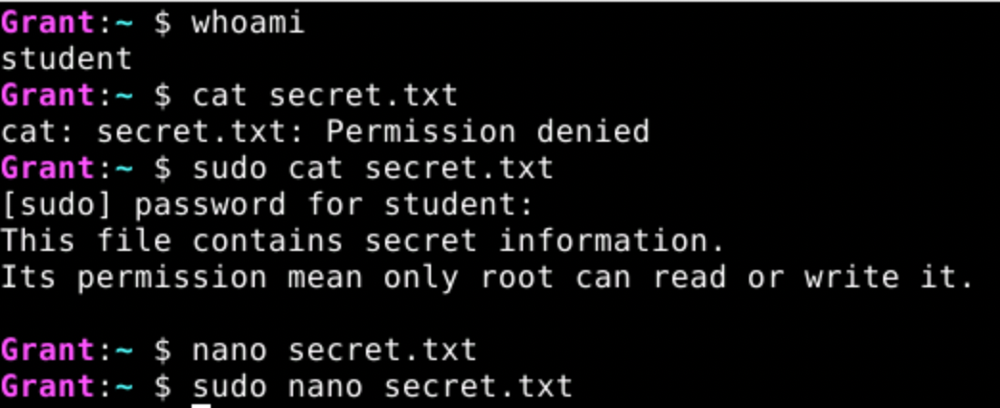 Grant:~ $ whoami
student
Grant:~ $ cat secret.txt
cat: secret.txt: Permission denied
Grant:~ $ sudo cat secret.txt
[sudo] password for student:
This file contains secret information.
Its permission mean only root can read or write it.
Grant:~ $ nano secret.txt
Grant:~ $ sudo nano secret.txt